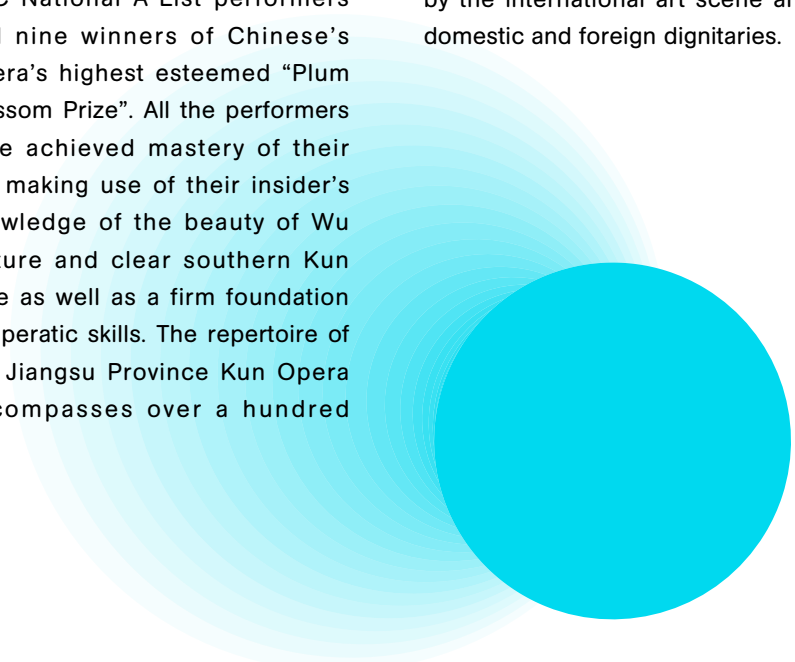 C National A List performers
nine winners of Chinese's
era's highest esteemed “Plum
ssom Prize”. All the performers
e achieved mastery of their
making use of their insider's
wledge of the beauty of Wu
ture and clear southern Kun
e as well as a firm foundation
peratic skills. The repertoire of
Jiangsu Province Kun Opera
compasses over a hundred
by the international art scene
domestic and foreign dignitaries.